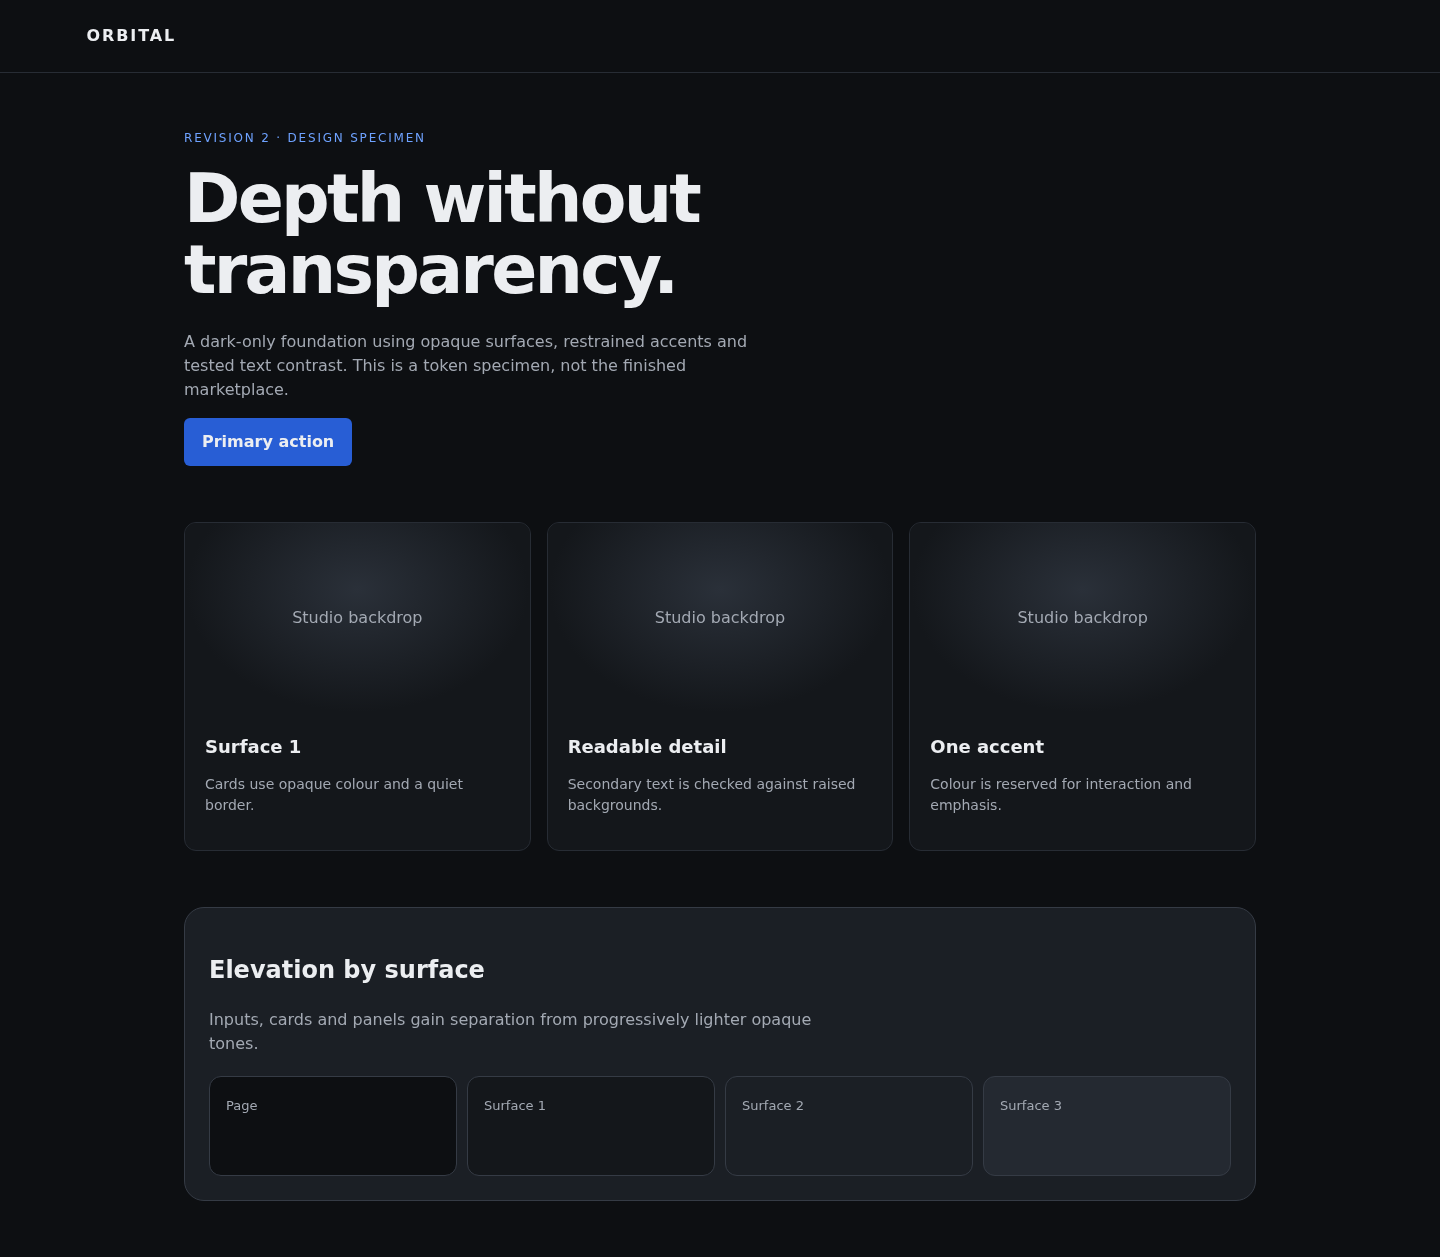 ORBITAL
REVISION 2 · DESIGN SPECIMEN
Depth without
transparency.
A dark-only foundation using opaque surfaces, restrained accents and
tested text contrast. This is a token specimen, not the finished
marketplace.
Primary action
Studio backdrop
Studio backdrop
Studio backdrop
Surface 1
Cards use opaque colour and a quiet
border.
Readable detail
Secondary text is checked against raised
backgrounds.
One accent
Colour is reserved for interaction and
emphasis.
Elevation by surface
Inputs, cards and panels gain separation from progressively lighter opaque
tones.
Page
Surface 1
Surface 2
Surface 3